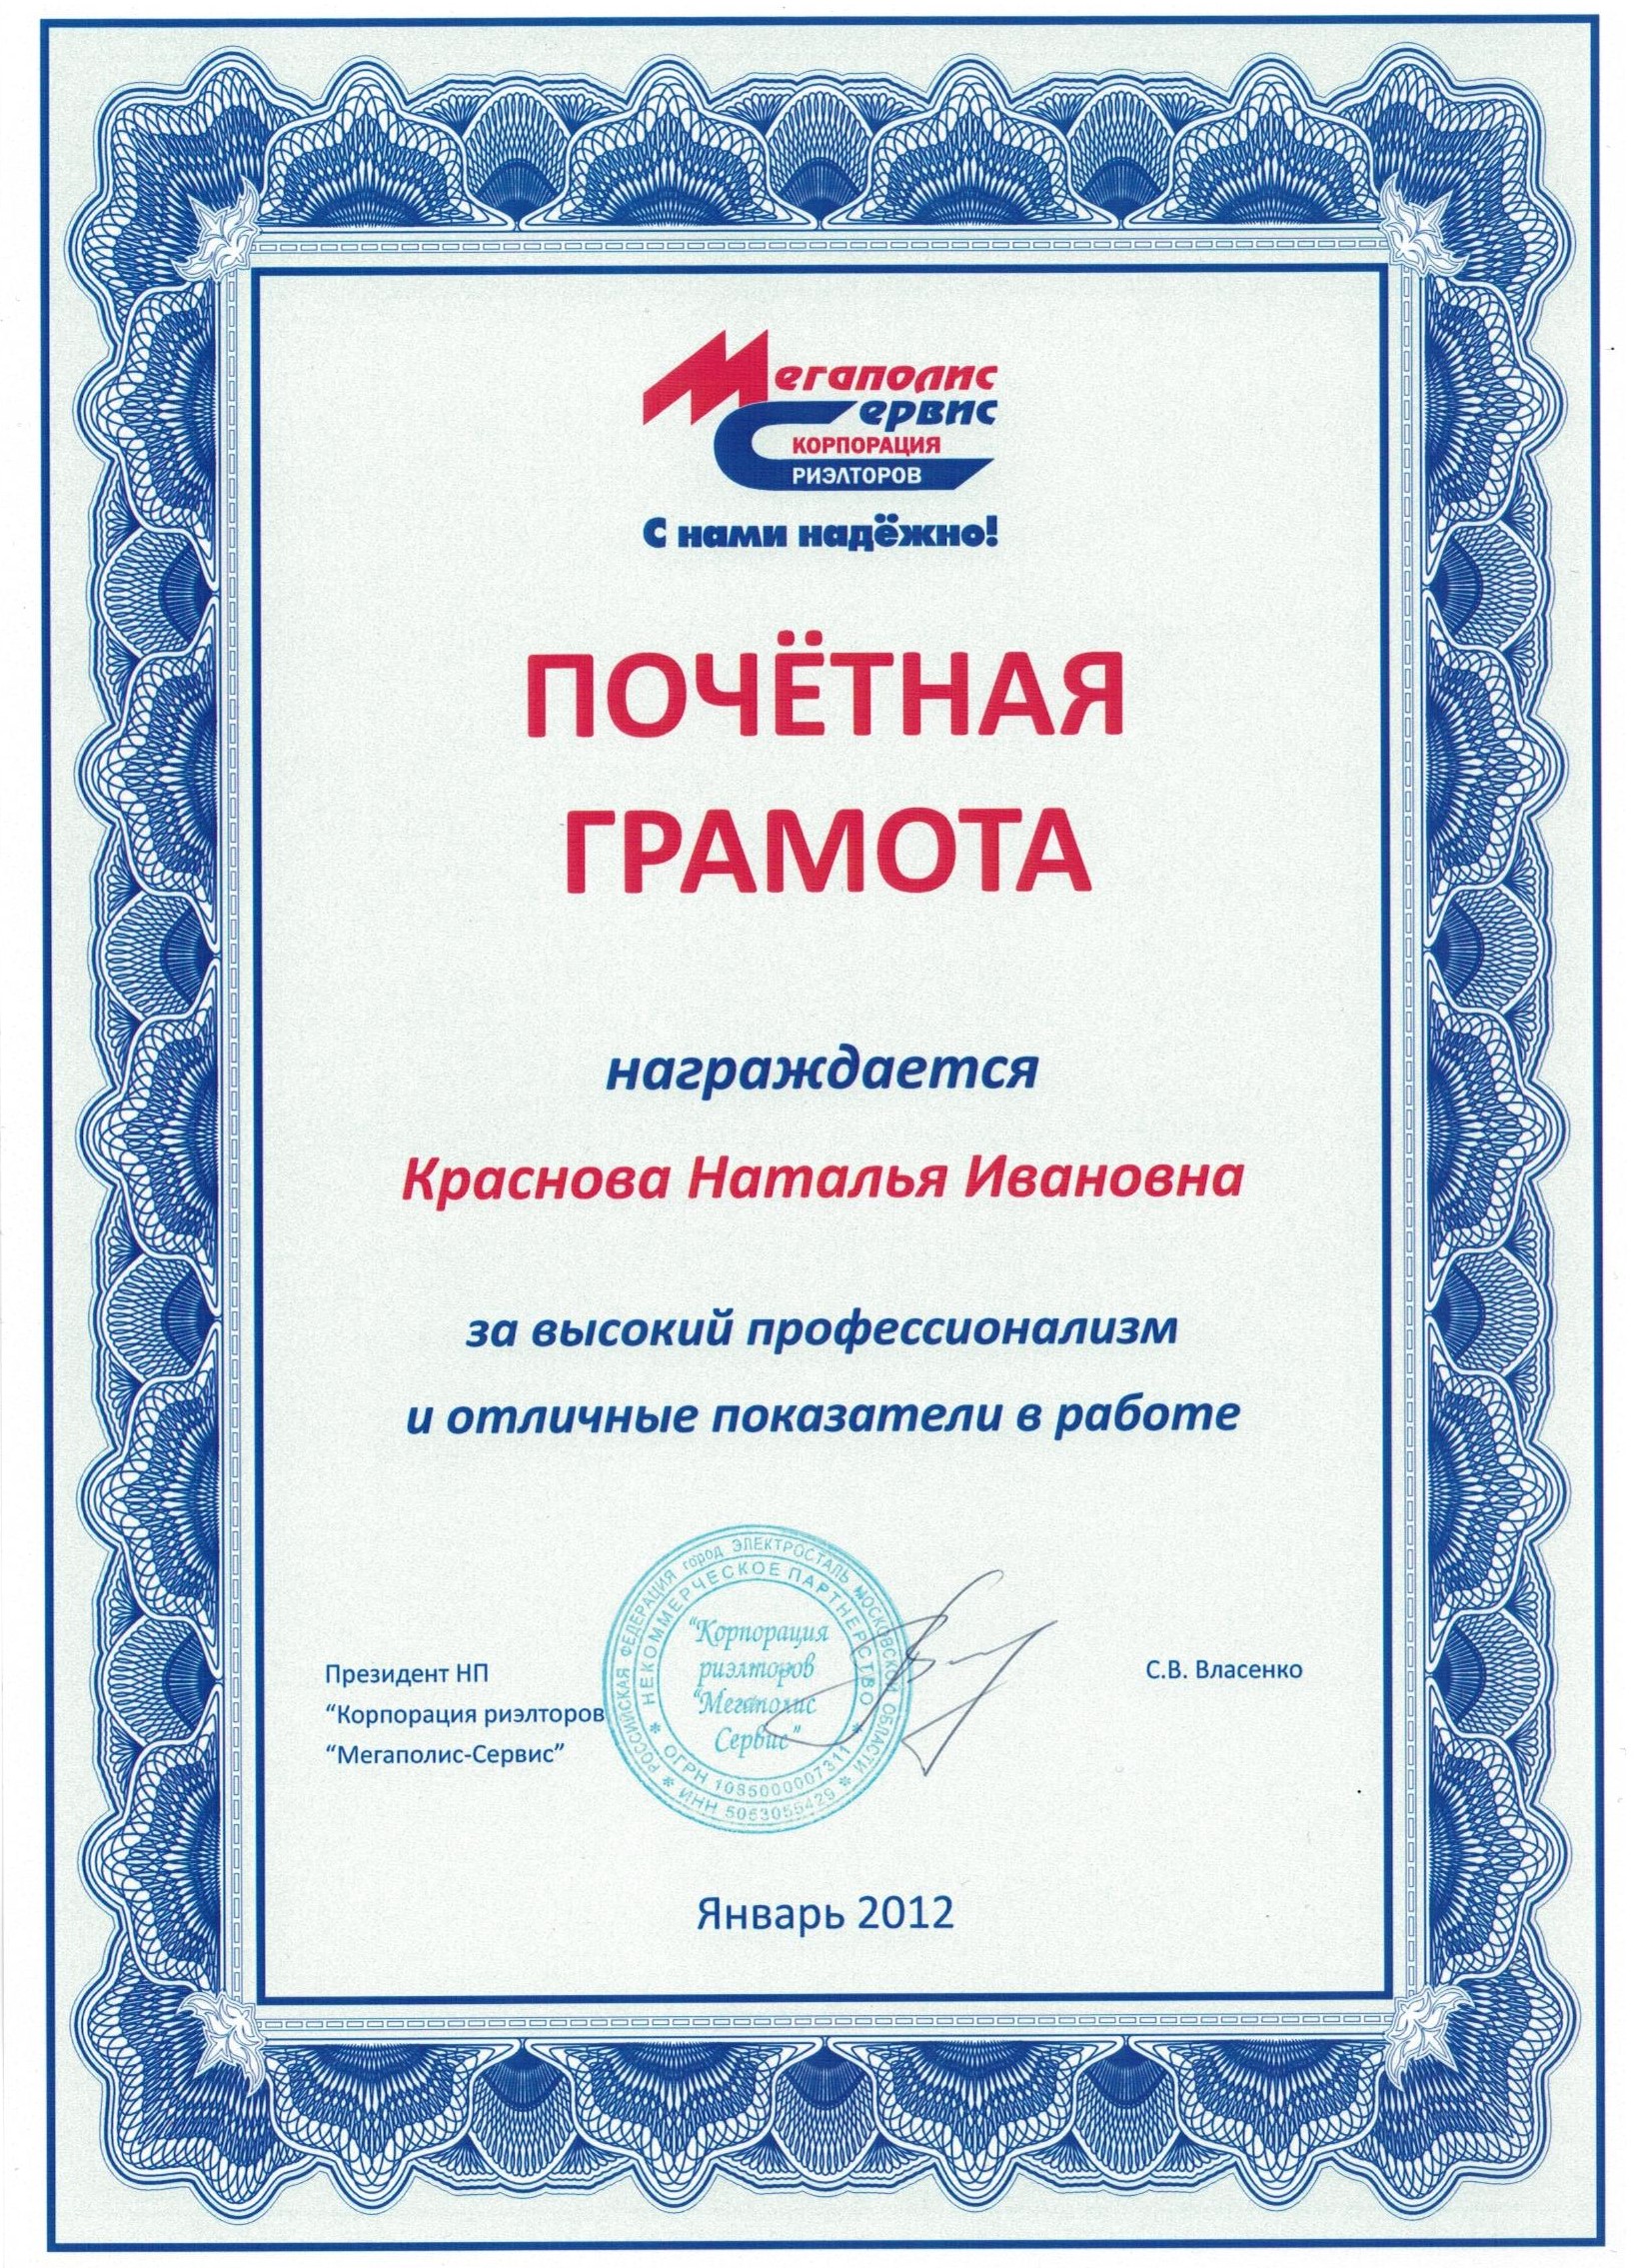 Мегаполис
Сервис
КОРПОРАЦИЯ
РИЭЛТОРОВ
С нами надёжно!
ПОЧЁТНАЯ
ГРАМОТА
награждается
Краснова Наталья Ивановна
за высокий профессионализм
и отличные показатели в работе
Президент НП
“Корпорация риэлторов
“Мегаполис-Сервис”
РОССИЙСКАЯ ФЕДЕРАЦИЯ город ЭЛЕКТРОСТАЛЬ МОСКОВСКОЙ ОБЛАСТИ
НЕКОММЕРЧЕСКОЕ ПАРТНЕРСТВО
“Корпорация
риэлторов
“Мегаполис
Сервис”
ОГРН 1085000007311
ИНН 5053055429
С.В. Власенко
Январь 2012